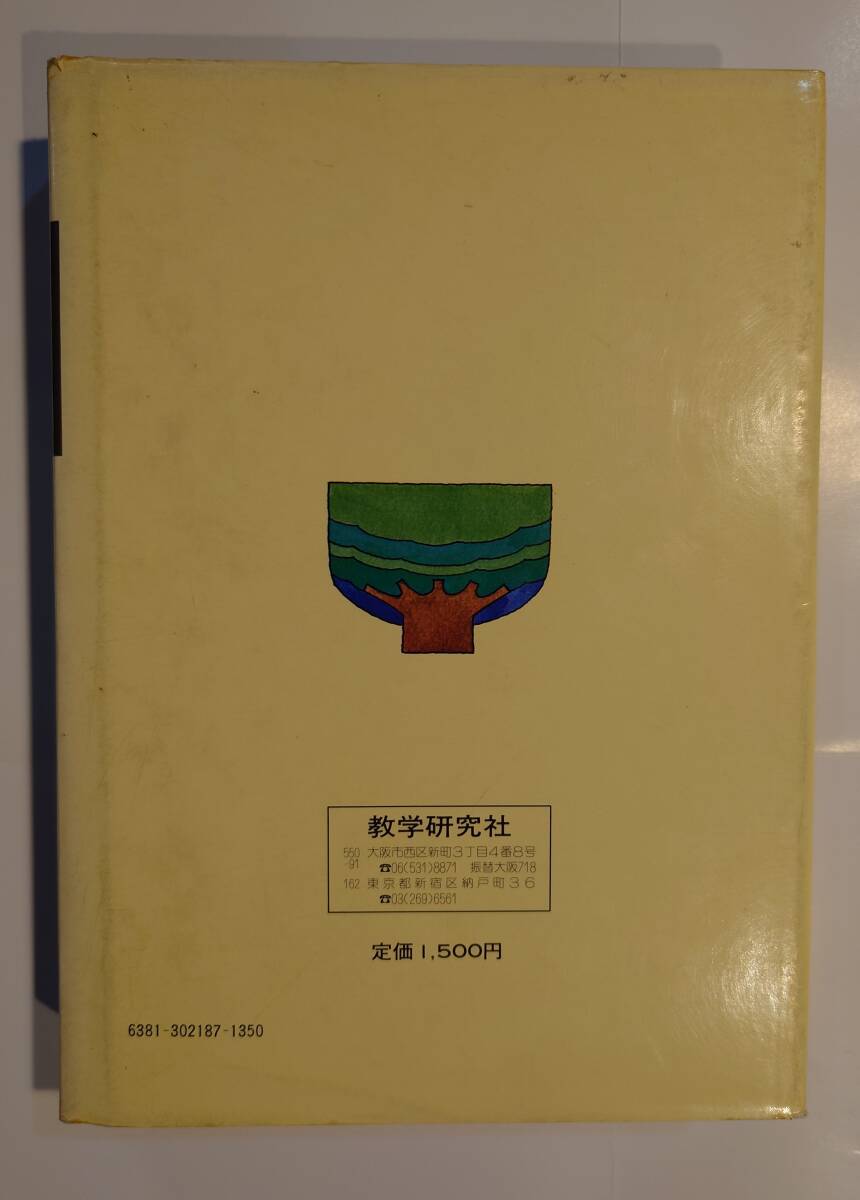 教学研究社
550-91 大阪市西区新町3丁目4番8号
☎06(531)8871 振替大阪718
162 東京都新宿区納戸町36
☎03(269)6561
定価1,500円
6381-302187-1350